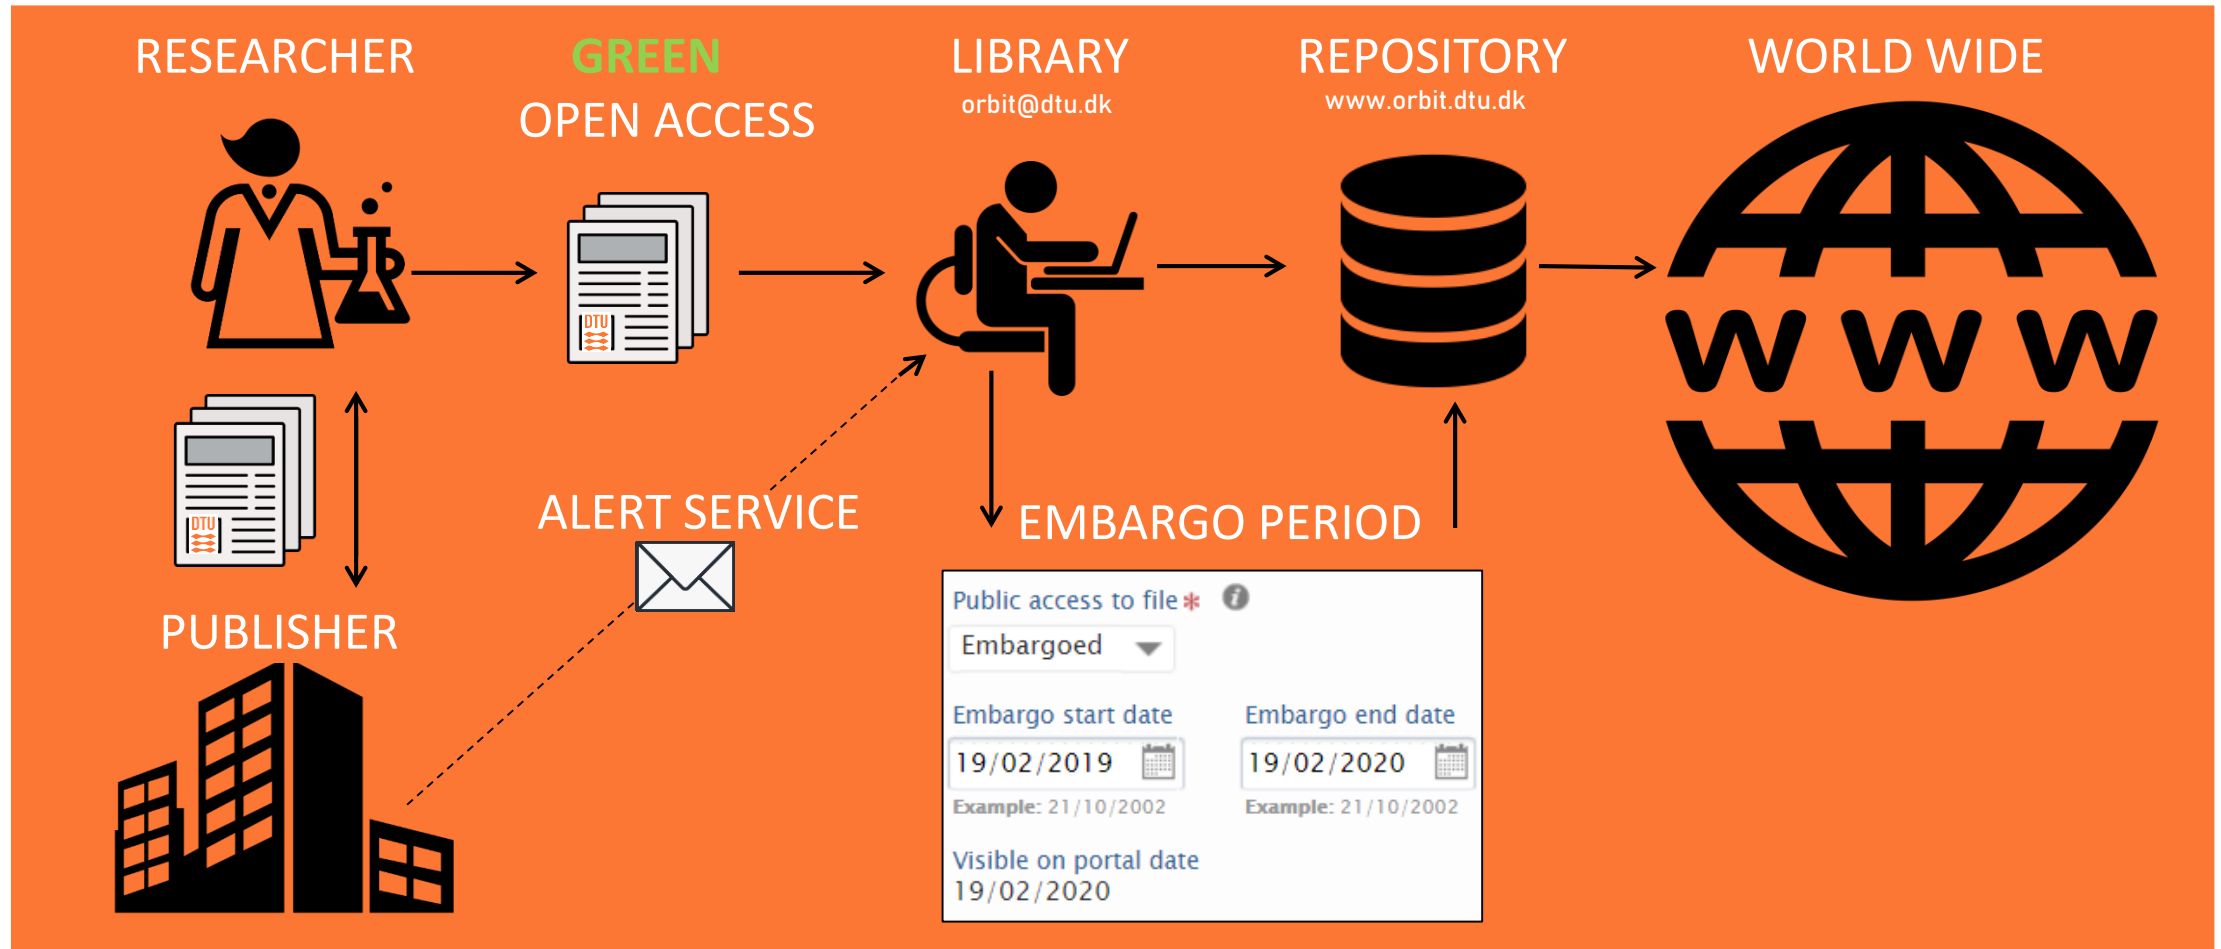 RESEARCHER
GREEN
OPEN ACCESS
LIBRARY
orbit@dtu.dk
REPOSITORY
www.orbit.dtu.dk
WORLD WIDE
DTU
W W W
DTU
ALERT SERVICE
EMBARGO PERIOD
PUBLISHER
Public access to file* i
Embargoed
Embargo start date
Embargo end date
19/02/2019
19/02/2020
Example: 21/10/2002
Example: 21/10/2002
Visible on portal date
19/02/2020